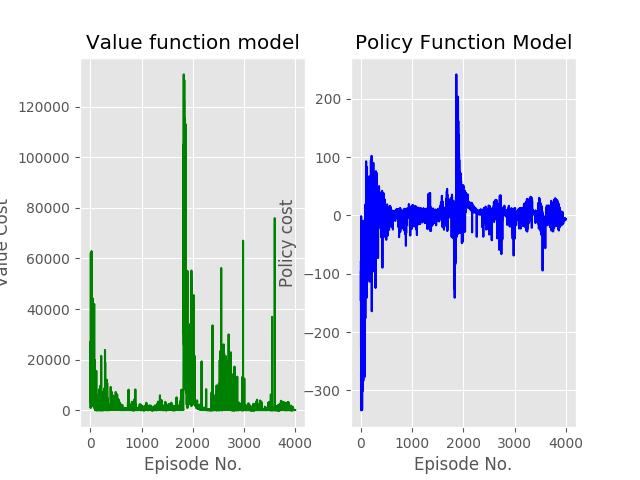 Value function model
Value Cost
120000
100000
80000
60000
40000
20000
0
0 1000 2000 3000 4000
Episode No.
Policy Function Model
Policy cost
200
100
0
−100
−200
−300
0 1000 2000 3000 4000
Episode No.